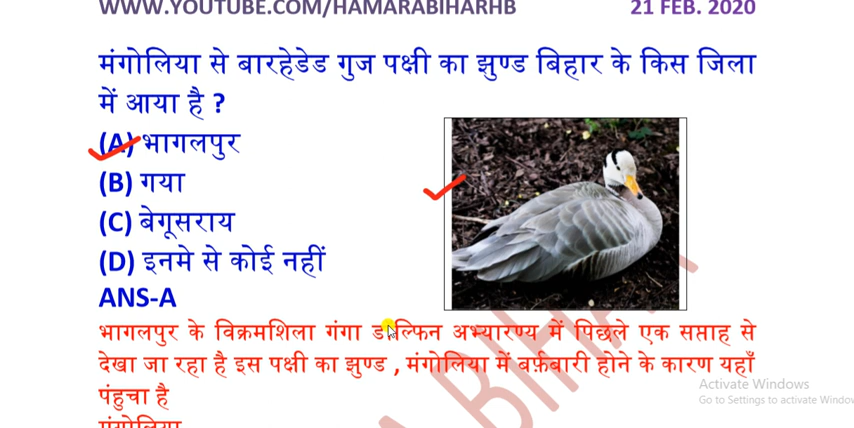 WWW.YOUTUBE.COM/HAMARABIHARHB 21 FEB. 2020
मंगोलिया से बारहेडेड गुज पक्षी का झुण्ड बिहार के किस जिला
में आया है ?
(A) भागलपुर
(B) गया
(C) बेगूसराय
(D) इनमे से कोई नहीं
ANS-A
भागलपुर के विक्रमशिला गंगा डाल्फिन अभ्यारण्य में पिछले एक सप्ताह से
देखा जा रहा है इस पक्षी का झुण्ड , मंगोलिया में बर्फ़बारी होने के कारण यहाँ
पंहुचा है
मंगोलिया
Activate Windows
Go to Settings to activate Window